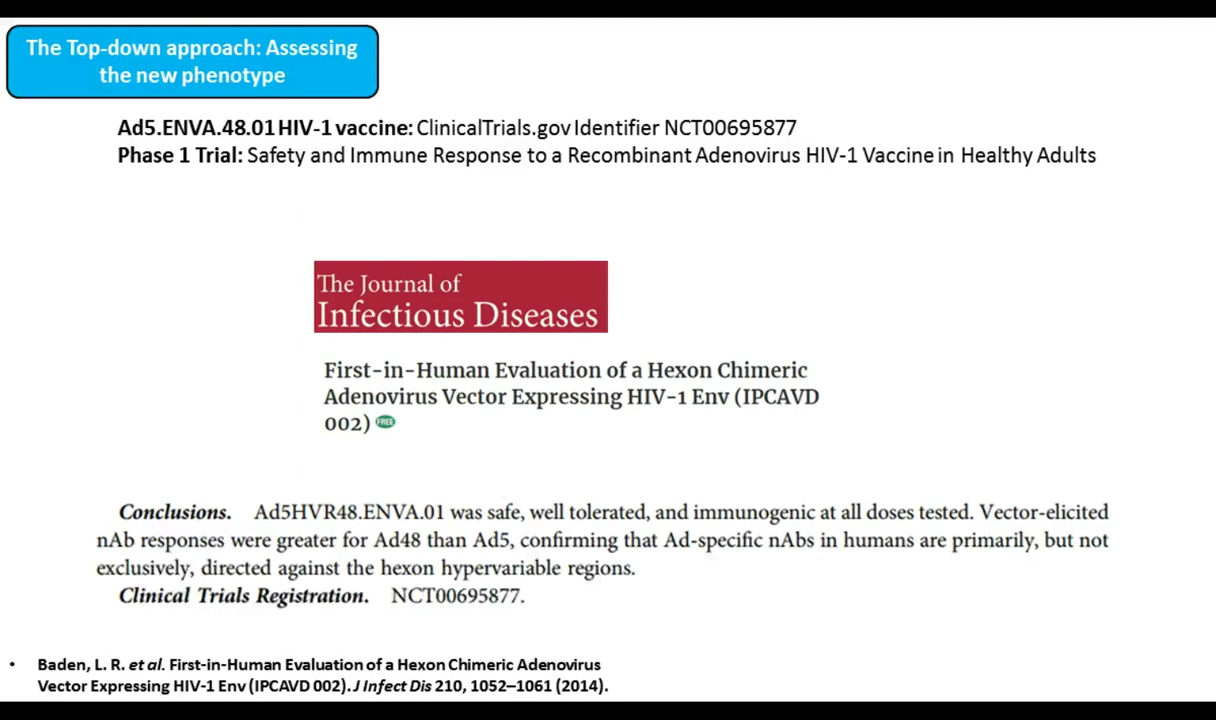 The Top-down approach: Assessing
the new phenotype
Ad5.ENVA.48.01 HIV-1 vaccine: ClinicalTrials.gov Identifier NCT00695877
Phase 1 Trial: Safety and Immune Response to a Recombinant Adenovirus HIV-1 Vaccine in Healthy Adults
The Journal of
Infectious Diseases
First-in-Human Evaluation of a Hexon Chimeric
Adenovirus Vector Expressing HIV-1 Env (IPCAVD
002) FREE
Conclusions. Ad5HVR48.ENVA.01 was safe, well tolerated, and immunogenic at all doses tested. Vector-elicited
nAb responses were greater for Ad48 than Ad5, confirming that Ad-specific nAbs in humans are primarily, but not
exclusively, directed against the hexon hypervariable regions.
Clinical Trials Registration. NCT00695877.
• Baden, L. R. et al. First-in-Human Evaluation of a Hexon Chimeric Adenovirus
Vector Expressing HIV-1 Env (IPCAVD 002). J Infect Dis 210, 1052–1061 (2014).